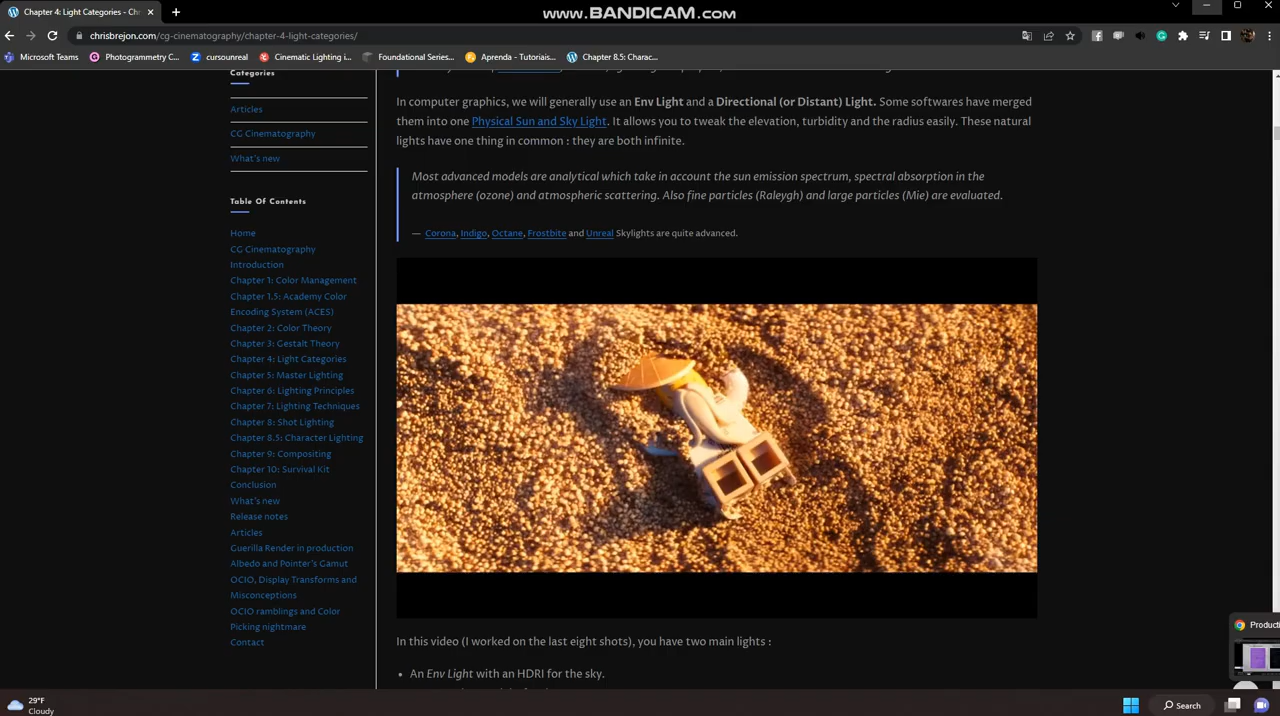 www.BANDICAM.com
Chapter 4: Light Categories - Ch
chrisbrejon.com/cg-cinematography/chapter-4-light-categories/
Microsoft Teams
Photogrammetry C...
cursounreal
Cinematic Lighting i...
Foundational Series...
Aprenda - Tutoriais...
Chapter 8.5: Charac...
Categories
Articles
CG Cinematography
What's new
Table Of Contents
Home
CG Cinematography
Introduction
Chapter 1: Color Management
Chapter 1.5: Academy Color
Encoding System (ACES)
Chapter 2: Color Theory
Chapter 3: Gestalt Theory
Chapter 4: Light Categories
Chapter 5: Master Lighting
Chapter 6: Lighting Principles
Chapter 7: Lighting Techniques
Chapter 8: Shot Lighting
Chapter 8.5: Character Lighting
Chapter 9: Compositing
Chapter 10: Survival Kit
Conclusion
What's new
Release notes
Articles
Guerilla Render in production
Albedo and Pointer's Gamut
OCIO, Display Transforms and
Misconceptions
OCIO ramblings and Color
Picking nightmare
Contact
In computer graphics, we will generally use an Env Light and a Directional (or Distant) Light. Some softwares have merged
them into one Physical Sun and Sky Light. It allows you to tweak the elevation, turbidity and the radius easily. These natural
lights have one thing in common : they are both infinite.
Most advanced models are analytical which take in account the sun emission spectrum, spectral absorption in the
atmosphere (ozone) and atmospheric scattering. Also fine particles (Raleygh) and large particles (Mie) are evaluated.
— Corona, Indigo, Octane, Frostbite and Unreal Skylights are quite advanced.
In this video (I worked on the last eight shots), you have two main lights :
• An Env Light with an HDRI for the sky.
Producti
29°F
Cloudy
Search